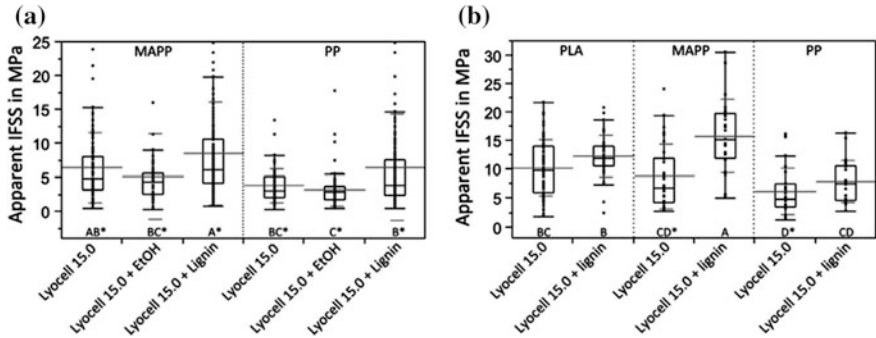 (a)
Apparent IFSS in MPa
25
20
15
10
5
0
MAPP
PP
AB*
BC*
A*
BC*
C*
B*
Lyocell 15.0
Lyocell 15.0 + EtOH
Lyocell 15.0 + Lignin
Lyocell 15.0
Lyocell 15.0 + EtOH
Lyocell 15.0 + Lignin
(b)
Apparent IFSS in MPa
35
30
25
20
15
10
5
0
PLA
MAPP
PP
BC
B
CD*
A
D*
CD
Lyocell 15.0
Lyocell 15.0 + lignin
Lyocell 15.0
Lyocell 15.0 + lignin
Lyocell 15.0
Lyocell 15.0 + lignin